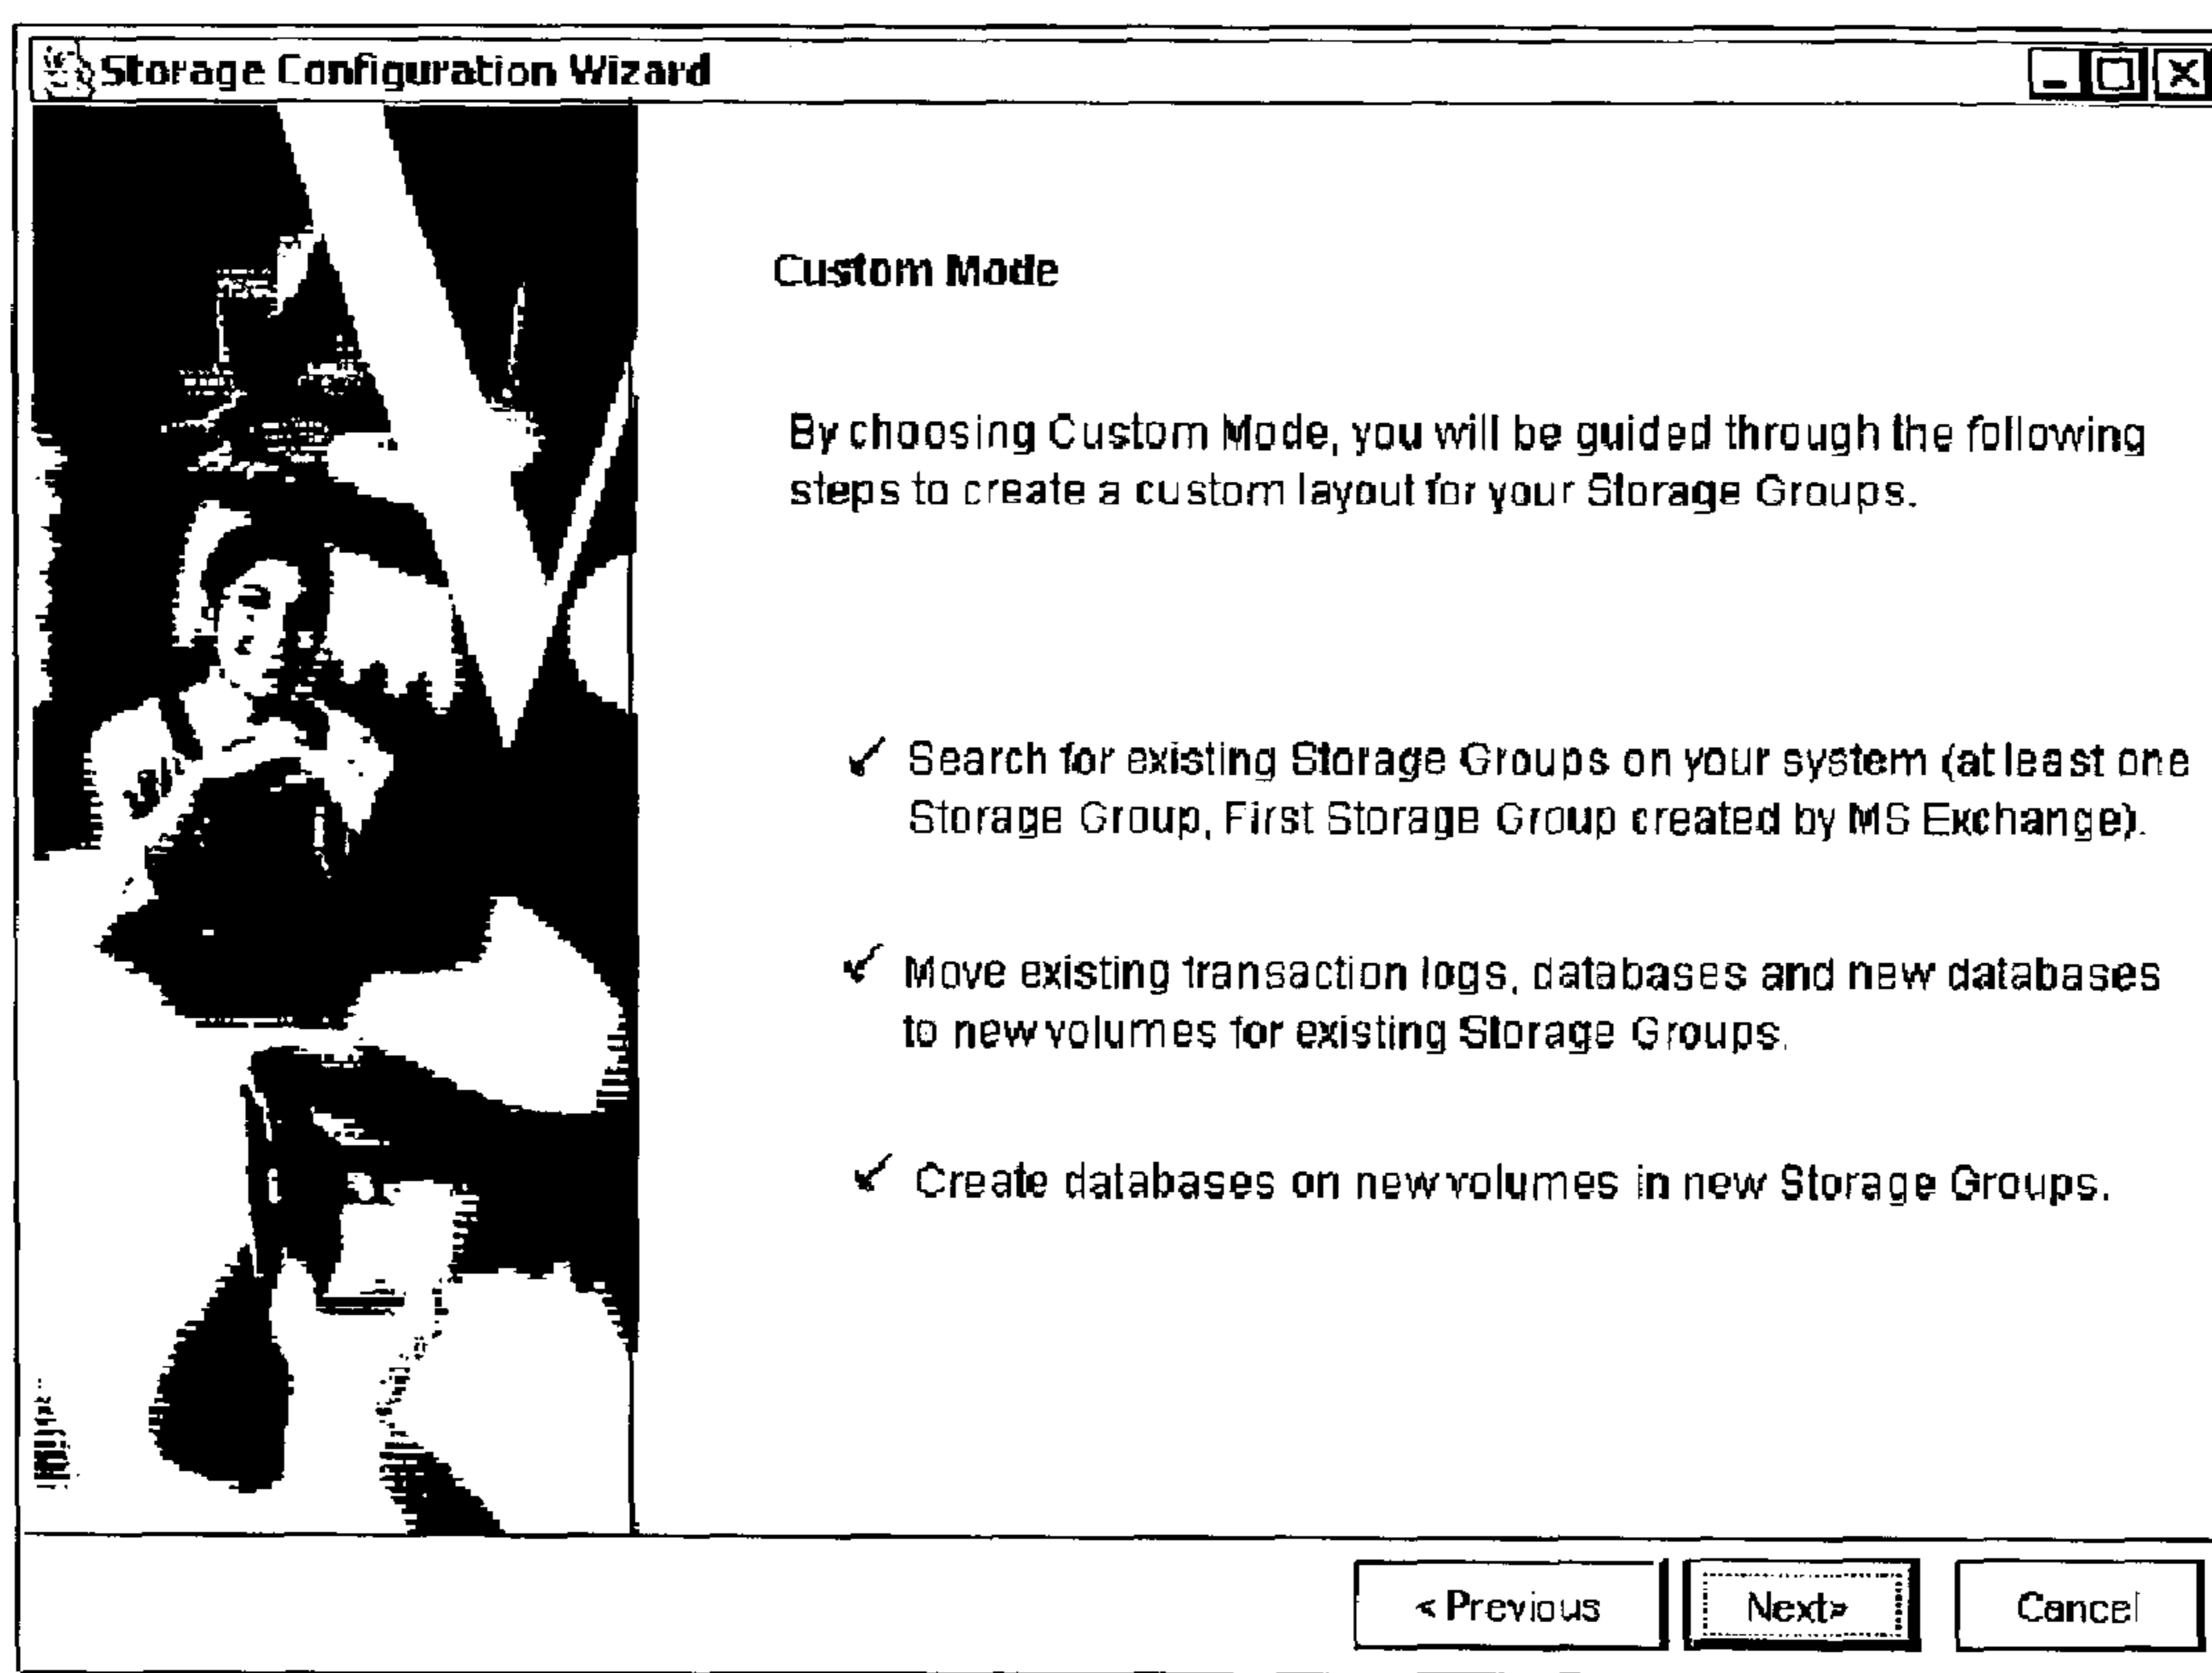 Storage Configuration Wizard
Custom Mode
By choosing Custom Mode, you will be guided through the following
steps to create a custom layout for your Storage Groups.
✓ Search for existing Storage Groups on your system (at least one
Storage Group, First Storage Group created by MS Exchange).
✓ Move existing transaction logs, databases and new databases
to new volumes for existing Storage Groups.
✓ Create databases on new volumes in new Storage Groups.
< Previous Next> Cancel